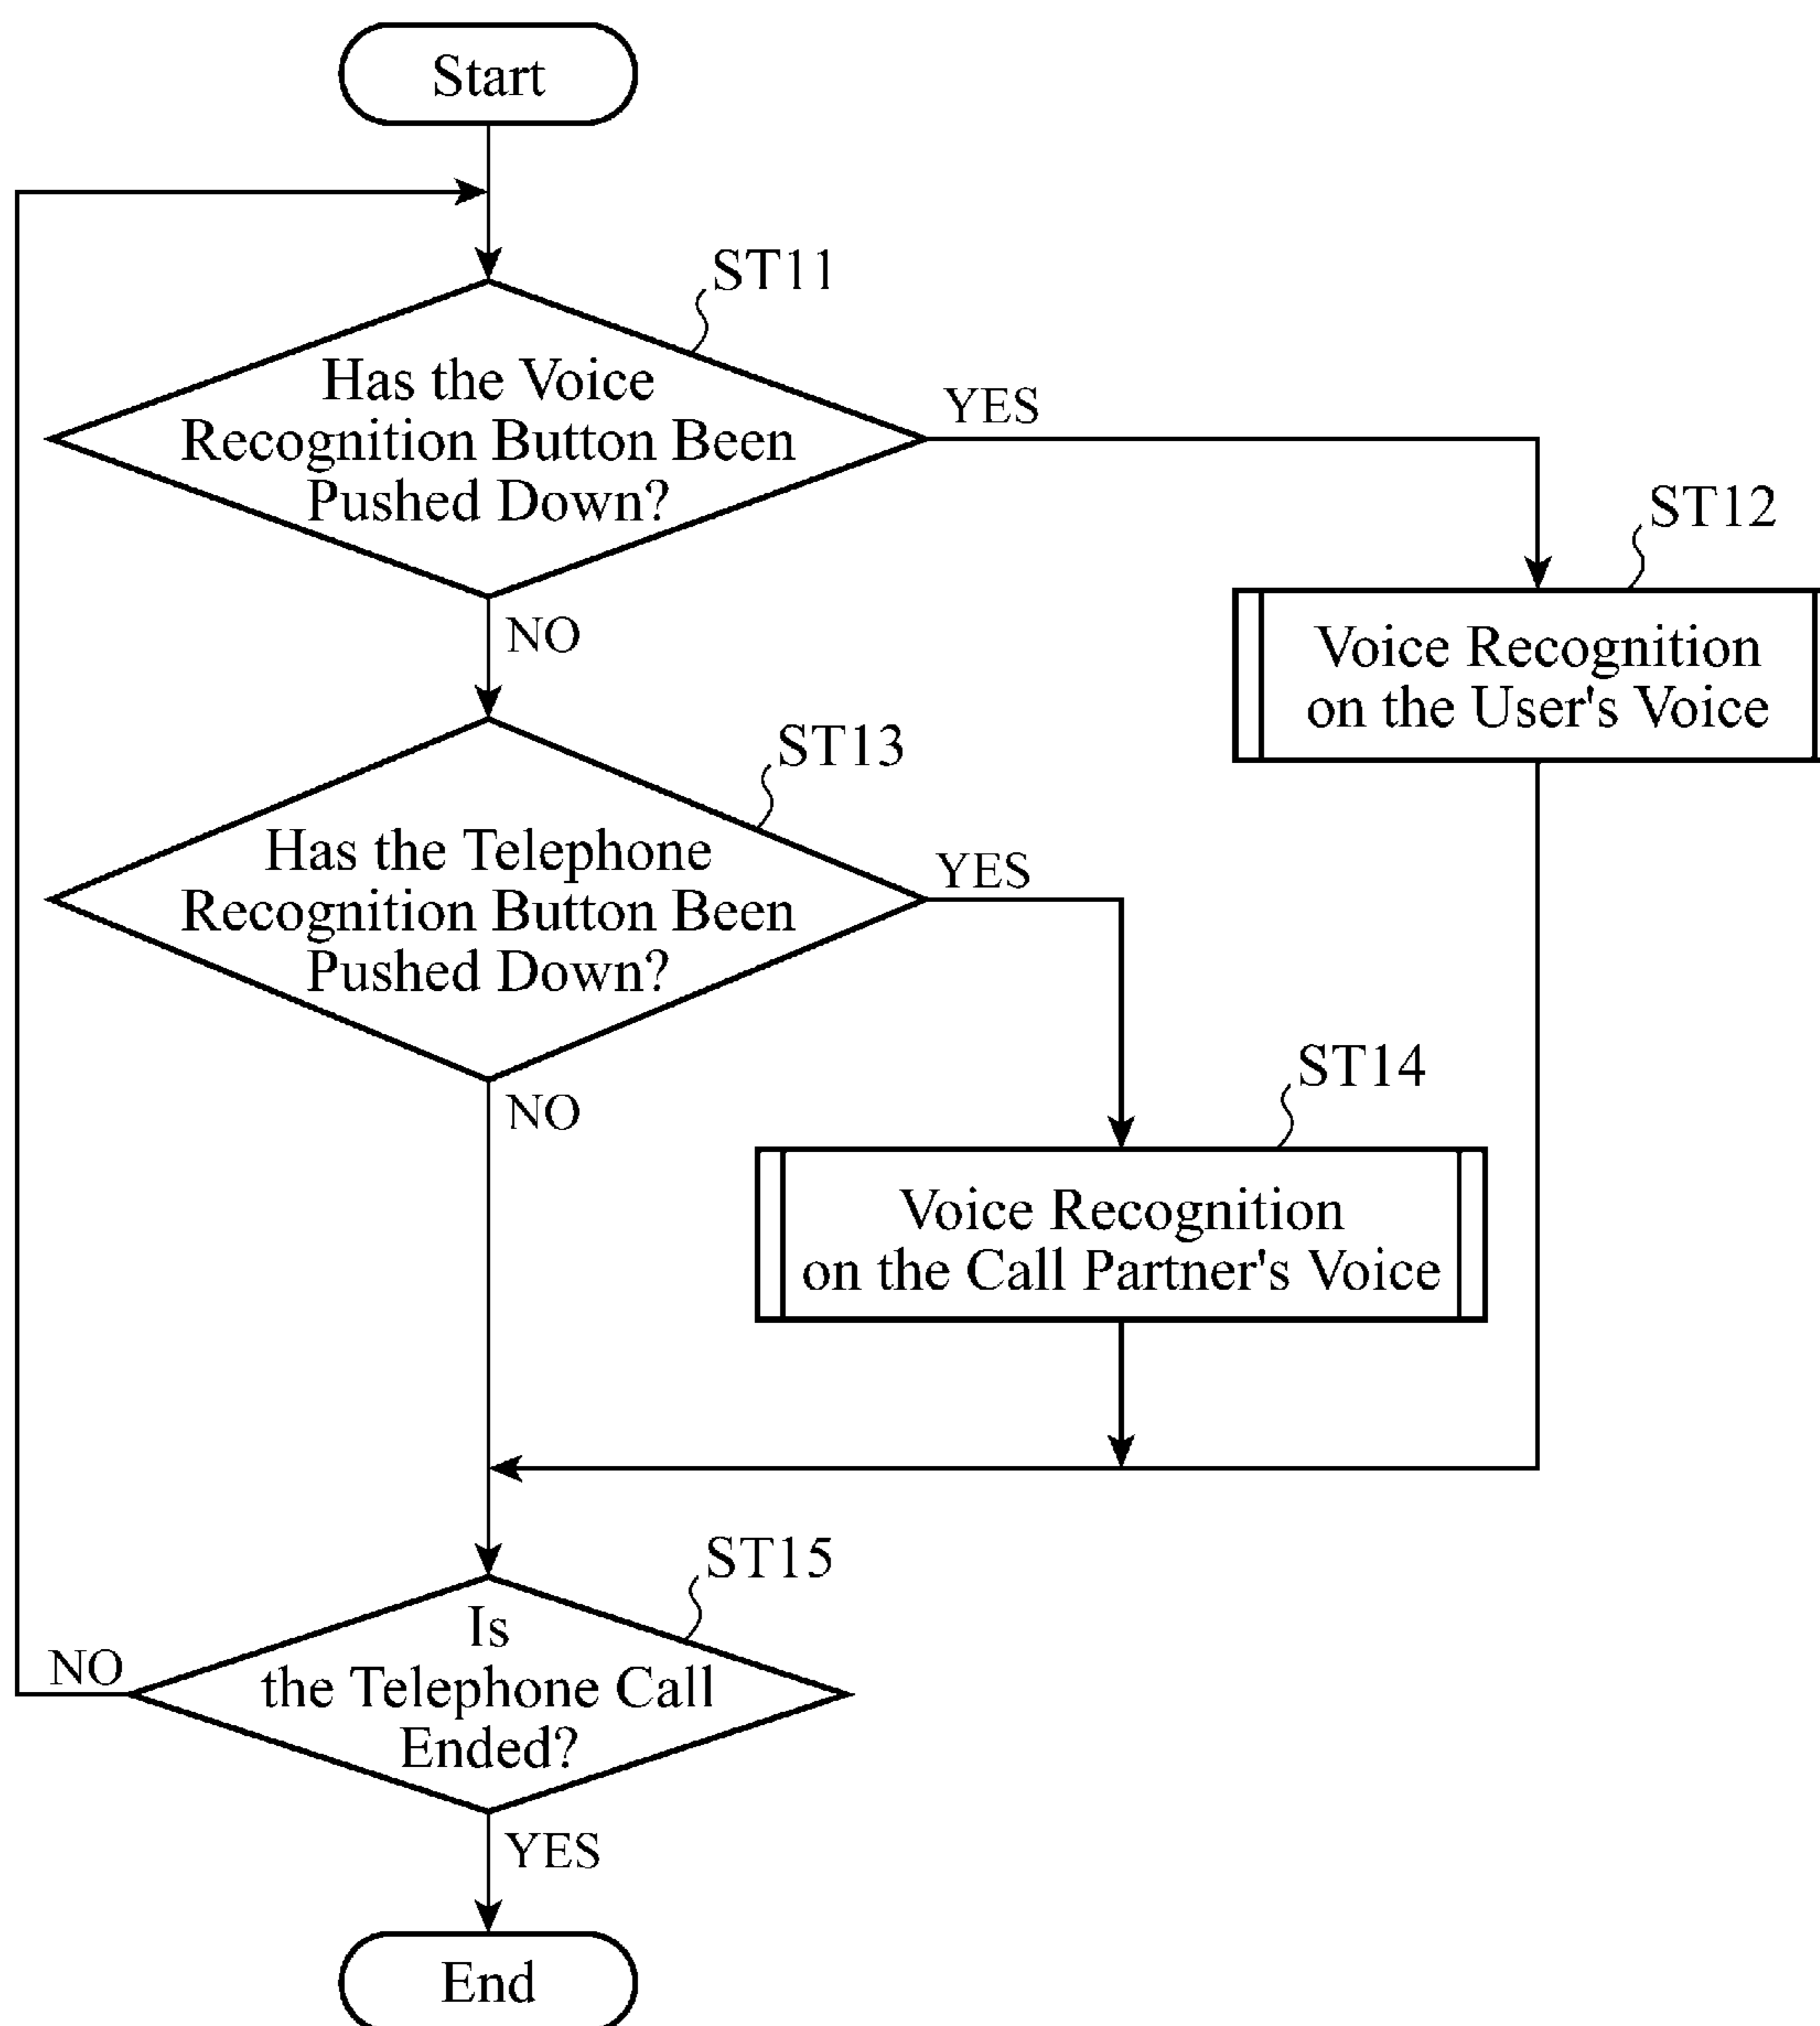 Start
ST11
Has the Voice
Recognition Button Been
Pushed Down?
YES
NO
ST12
Voice Recognition
on the User's Voice
ST13
Has the Telephone
Recognition Button Been
Pushed Down?
YES
NO
ST14
Voice Recognition
on the Call Partner's Voice
ST15
Is
the Telephone Call
Ended?
NO
YES
End